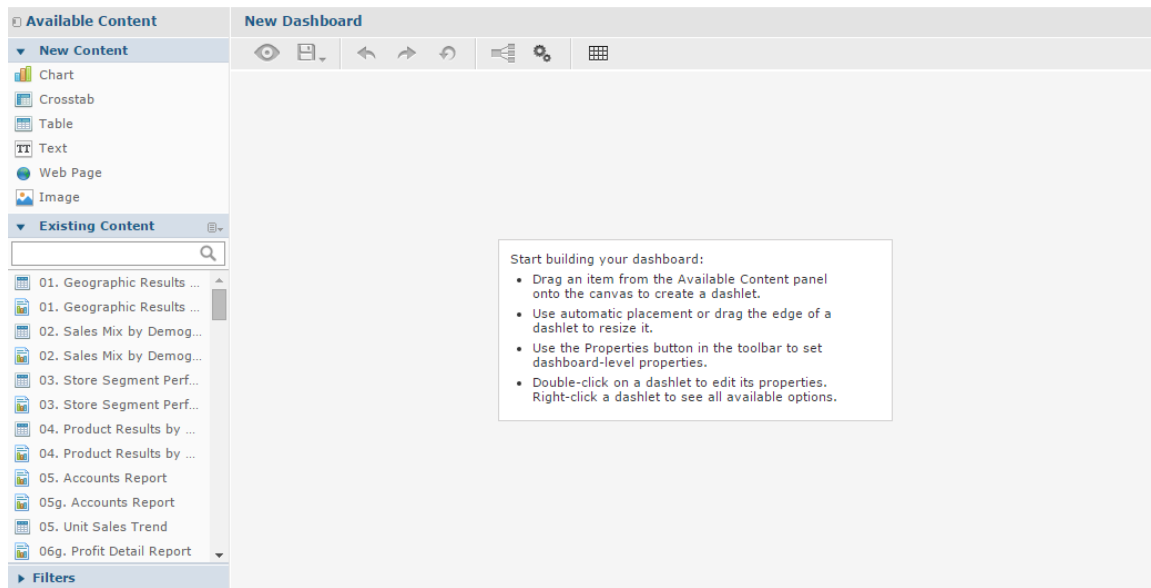 Available Content
New Dashboard
New Content
Chart
Crosstab
Table
TT Text
Web Page
Image
Existing Content
01. Geographic Results ...
01. Geographic Results ...
02. Sales Mix by Demog...
02. Sales Mix by Demog...
03. Store Segment Perf...
03. Store Segment Perf...
04. Product Results by ...
04. Product Results by ...
05. Accounts Report
05g. Accounts Report
05. Unit Sales Trend
06g. Profit Detail Report
Filters
Start building your dashboard:
• Drag an item from the Available Content panel
onto the canvas to create a dashlet.
• Use automatic placement or drag the edge of a
dashlet to resize it.
• Use the Properties button in the toolbar to set
dashboard-level properties.
• Double-click on a dashlet to edit its properties.
Right-click a dashlet to see all available options.